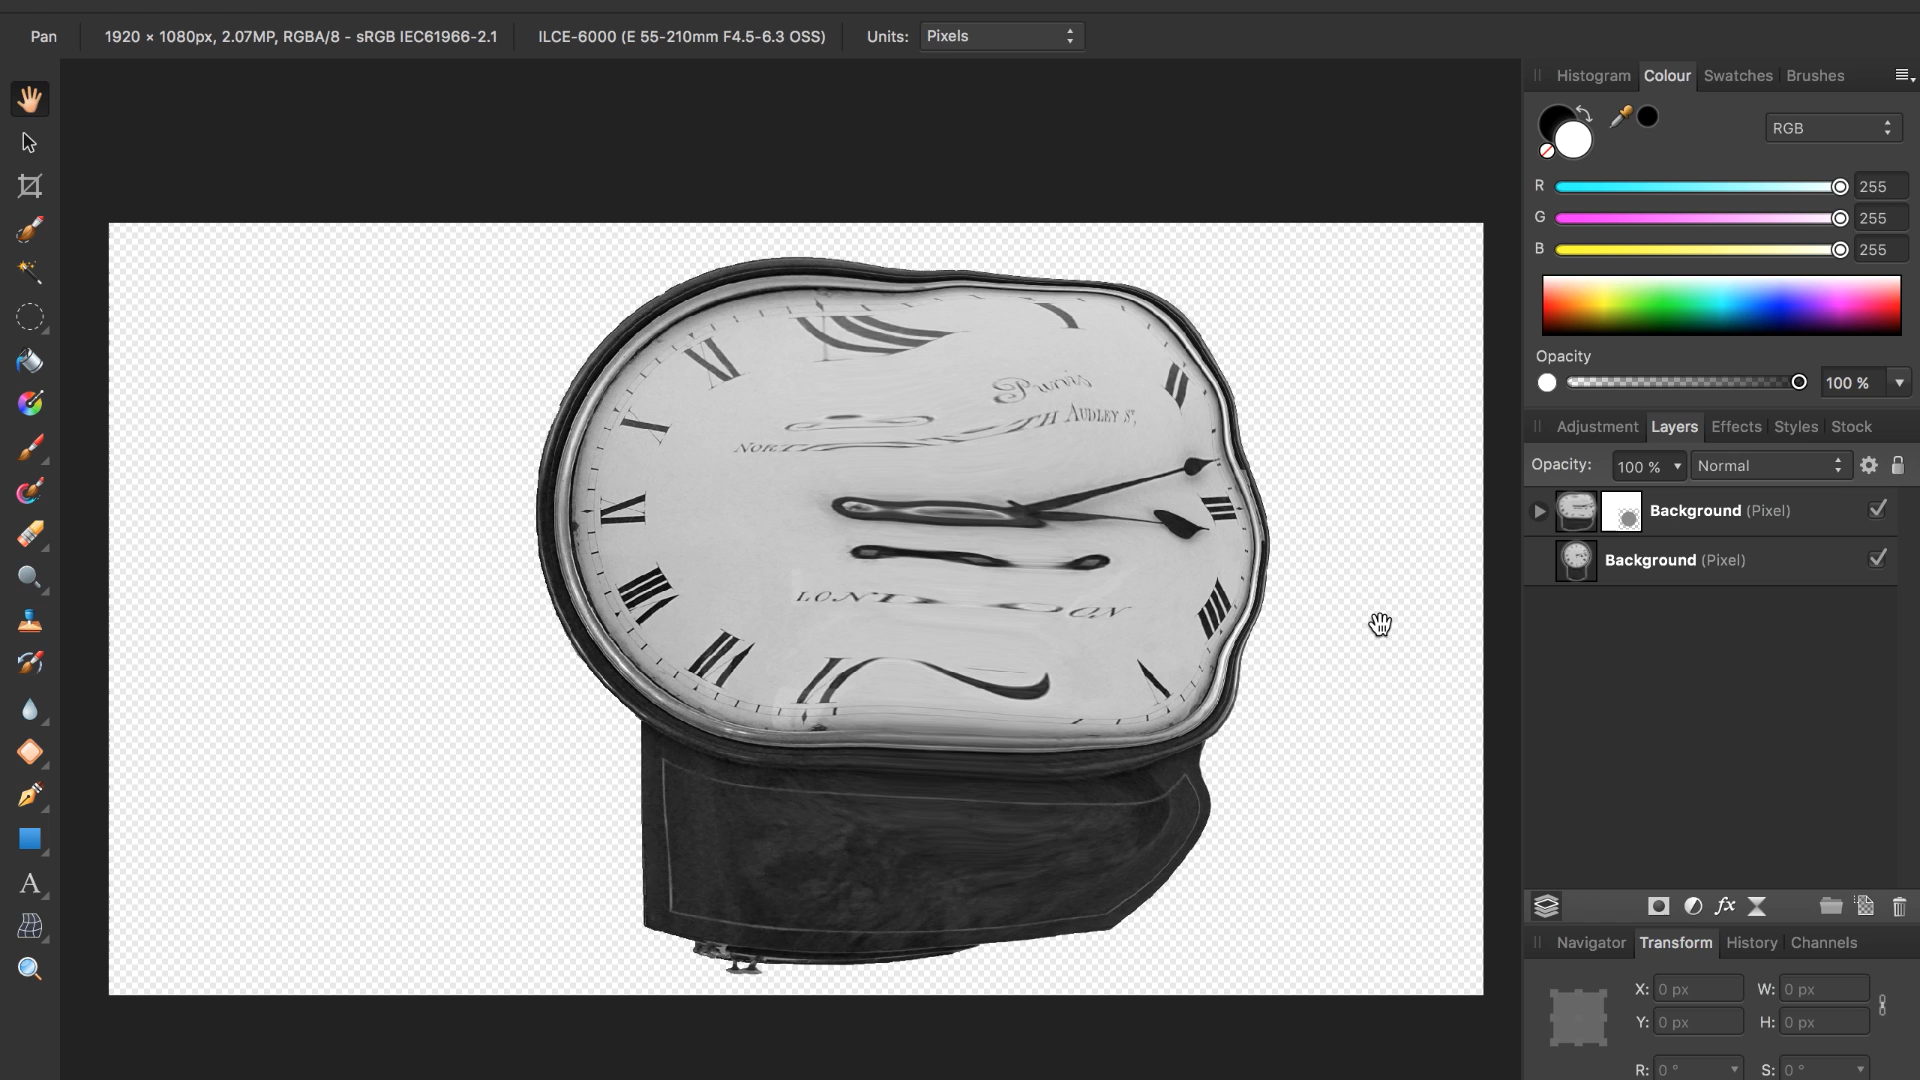 Pan
1920 × 1080px, 2.07MP, RGBA/8 - sRGB IEC61966-2.1
ILCE-6000 (E 55-210mm F4.5-6.3 OSS)
Units: Pixels
Histogram Colour Swatches Brushes
RGB
R 255
G 255
B 255
Opacity
100 %
Adjustment Layers Effects Styles Stock
Opacity: 100 % Normal
Background (Pixel)
Background (Pixel)
fx
Navigator Transform History Channels
X: 0 px W: 0 px
Y: 0 px H: 0 px
R: 0 ° S: 0 °
A
AUDLEY ST,